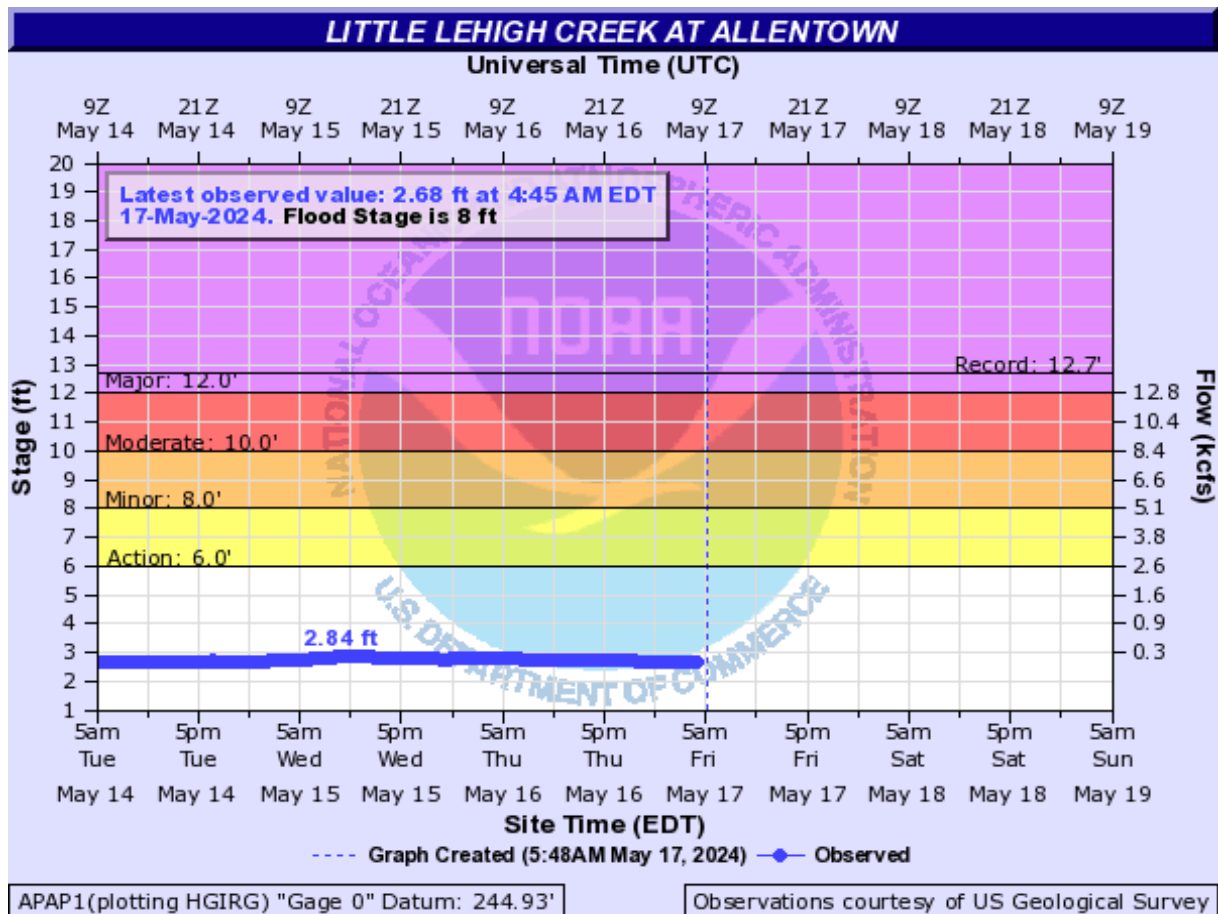 LITTLE LEHIGH CREEK AT ALLENTOWN
Universal Time (UTC)
9Z 21Z 9Z 21Z 9Z 21Z 9Z 21Z 9Z 21Z 9Z
May 14 May 14 May 15 May 15 May 16 May 16 May 17 May 17 May 18 May 18 May 19
Latest observed value: 2.68 ft at 4:45 AM EDT
17-May-2024. Flood Stage is 8 ft
NATIONAL OCEANIC AND ATMOSPHERIC ADMINISTRATION
NOAA
U.S. DEPARTMENT OF COMMERCE
Stage (ft)
20
19
18
17
16
15
14
13
12
11
10
9
8
7
6
5
4
3
2
1
Record: 12.7'
Major: 12.0'
Moderate: 10.0'
Minor: 8.0'
Action: 6.0'
2.84 ft
Flow (kcfs)
12.8
10.4
8.4
6.6
5.1
3.8
2.6
1.6
0.9
0.3
5am 5pm 5am 5pm 5am 5pm 5am 5pm 5am 5pm 5am
Tue Tue Wed Wed Thu Thu Fri Fri Sat Sat Sun
May 14 May 14 May 15 May 15 May 16 May 16 May 17 May 17 May 18 May 18 May 19
Site Time (EDT)
Graph Created (5:48AM May 17, 2024) Observed
APAP1(plotting HGIRG) "Gage 0" Datum: 244.93'
Observations courtesy of US Geological Survey